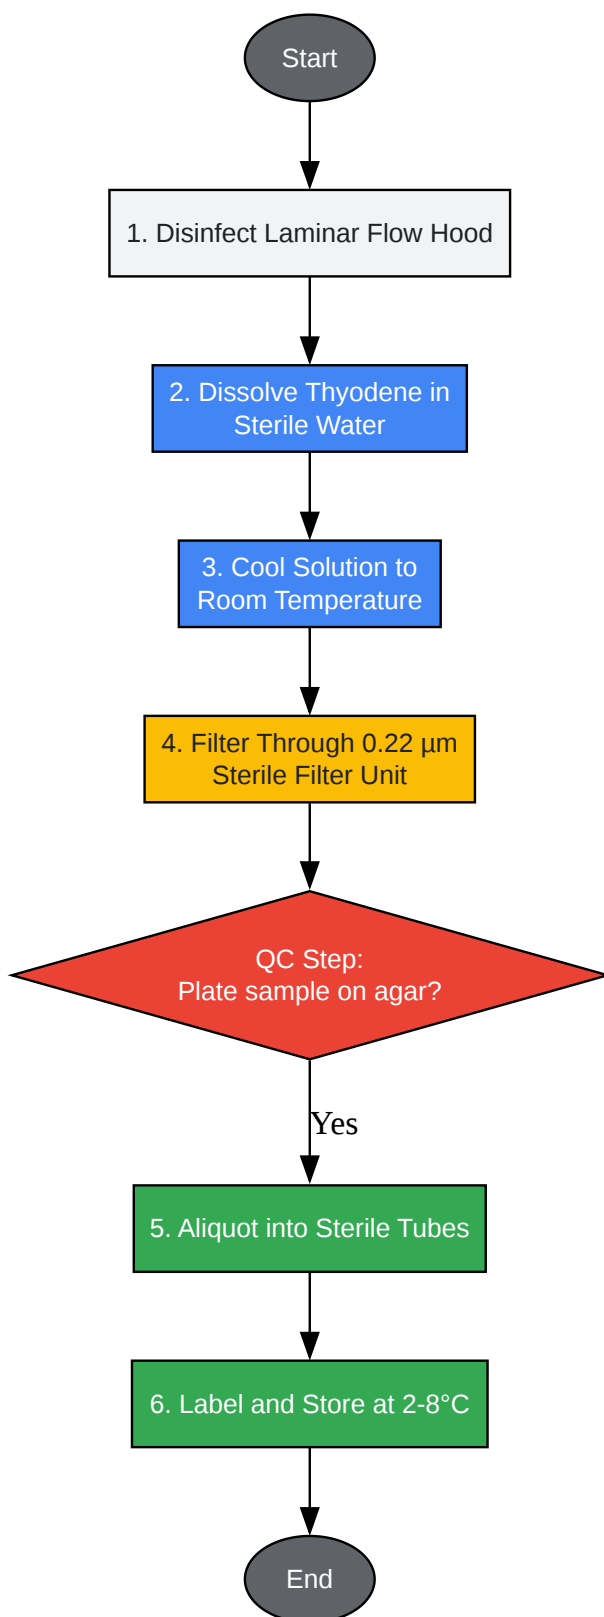 Start
1. Disinfect Laminar Flow Hood
2. Dissolve Thyodene in
Sterile Water
3. Cool Solution to
Room Temperature
4. Filter Through 0.22 µm
Sterile Filter Unit
QC Step:
Plate sample on agar?
Yes
5. Aliquot into Sterile Tubes
6. Label and Store at 2-8°C
End